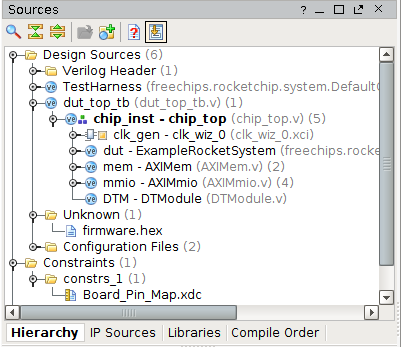 Sources
Design Sources (6)
Verilog Header (1)
TestHarness (freechips.rocketchip.system.Default
dut_top_tb (dut_top_tb.v) (1)
chip_inst - chip_top (chip_top.v) (5)
clk_gen - clk_wiz_0 (clk_wiz_0.xci)
dut - ExampleRocketSystem (freechips.rocke
mem - AXIMem (AXIMem.v) (2)
mmio - AXIMmio (AXIMmio.v) (4)
DTM - DTModule (DTModule.v)
Unknown (1)
firmware.hex
Configuration Files (2)
Constraints (1)
constrs_1 (1)
Board_Pin_Map.xdc
Hierarchy IP Sources Libraries Compile Order